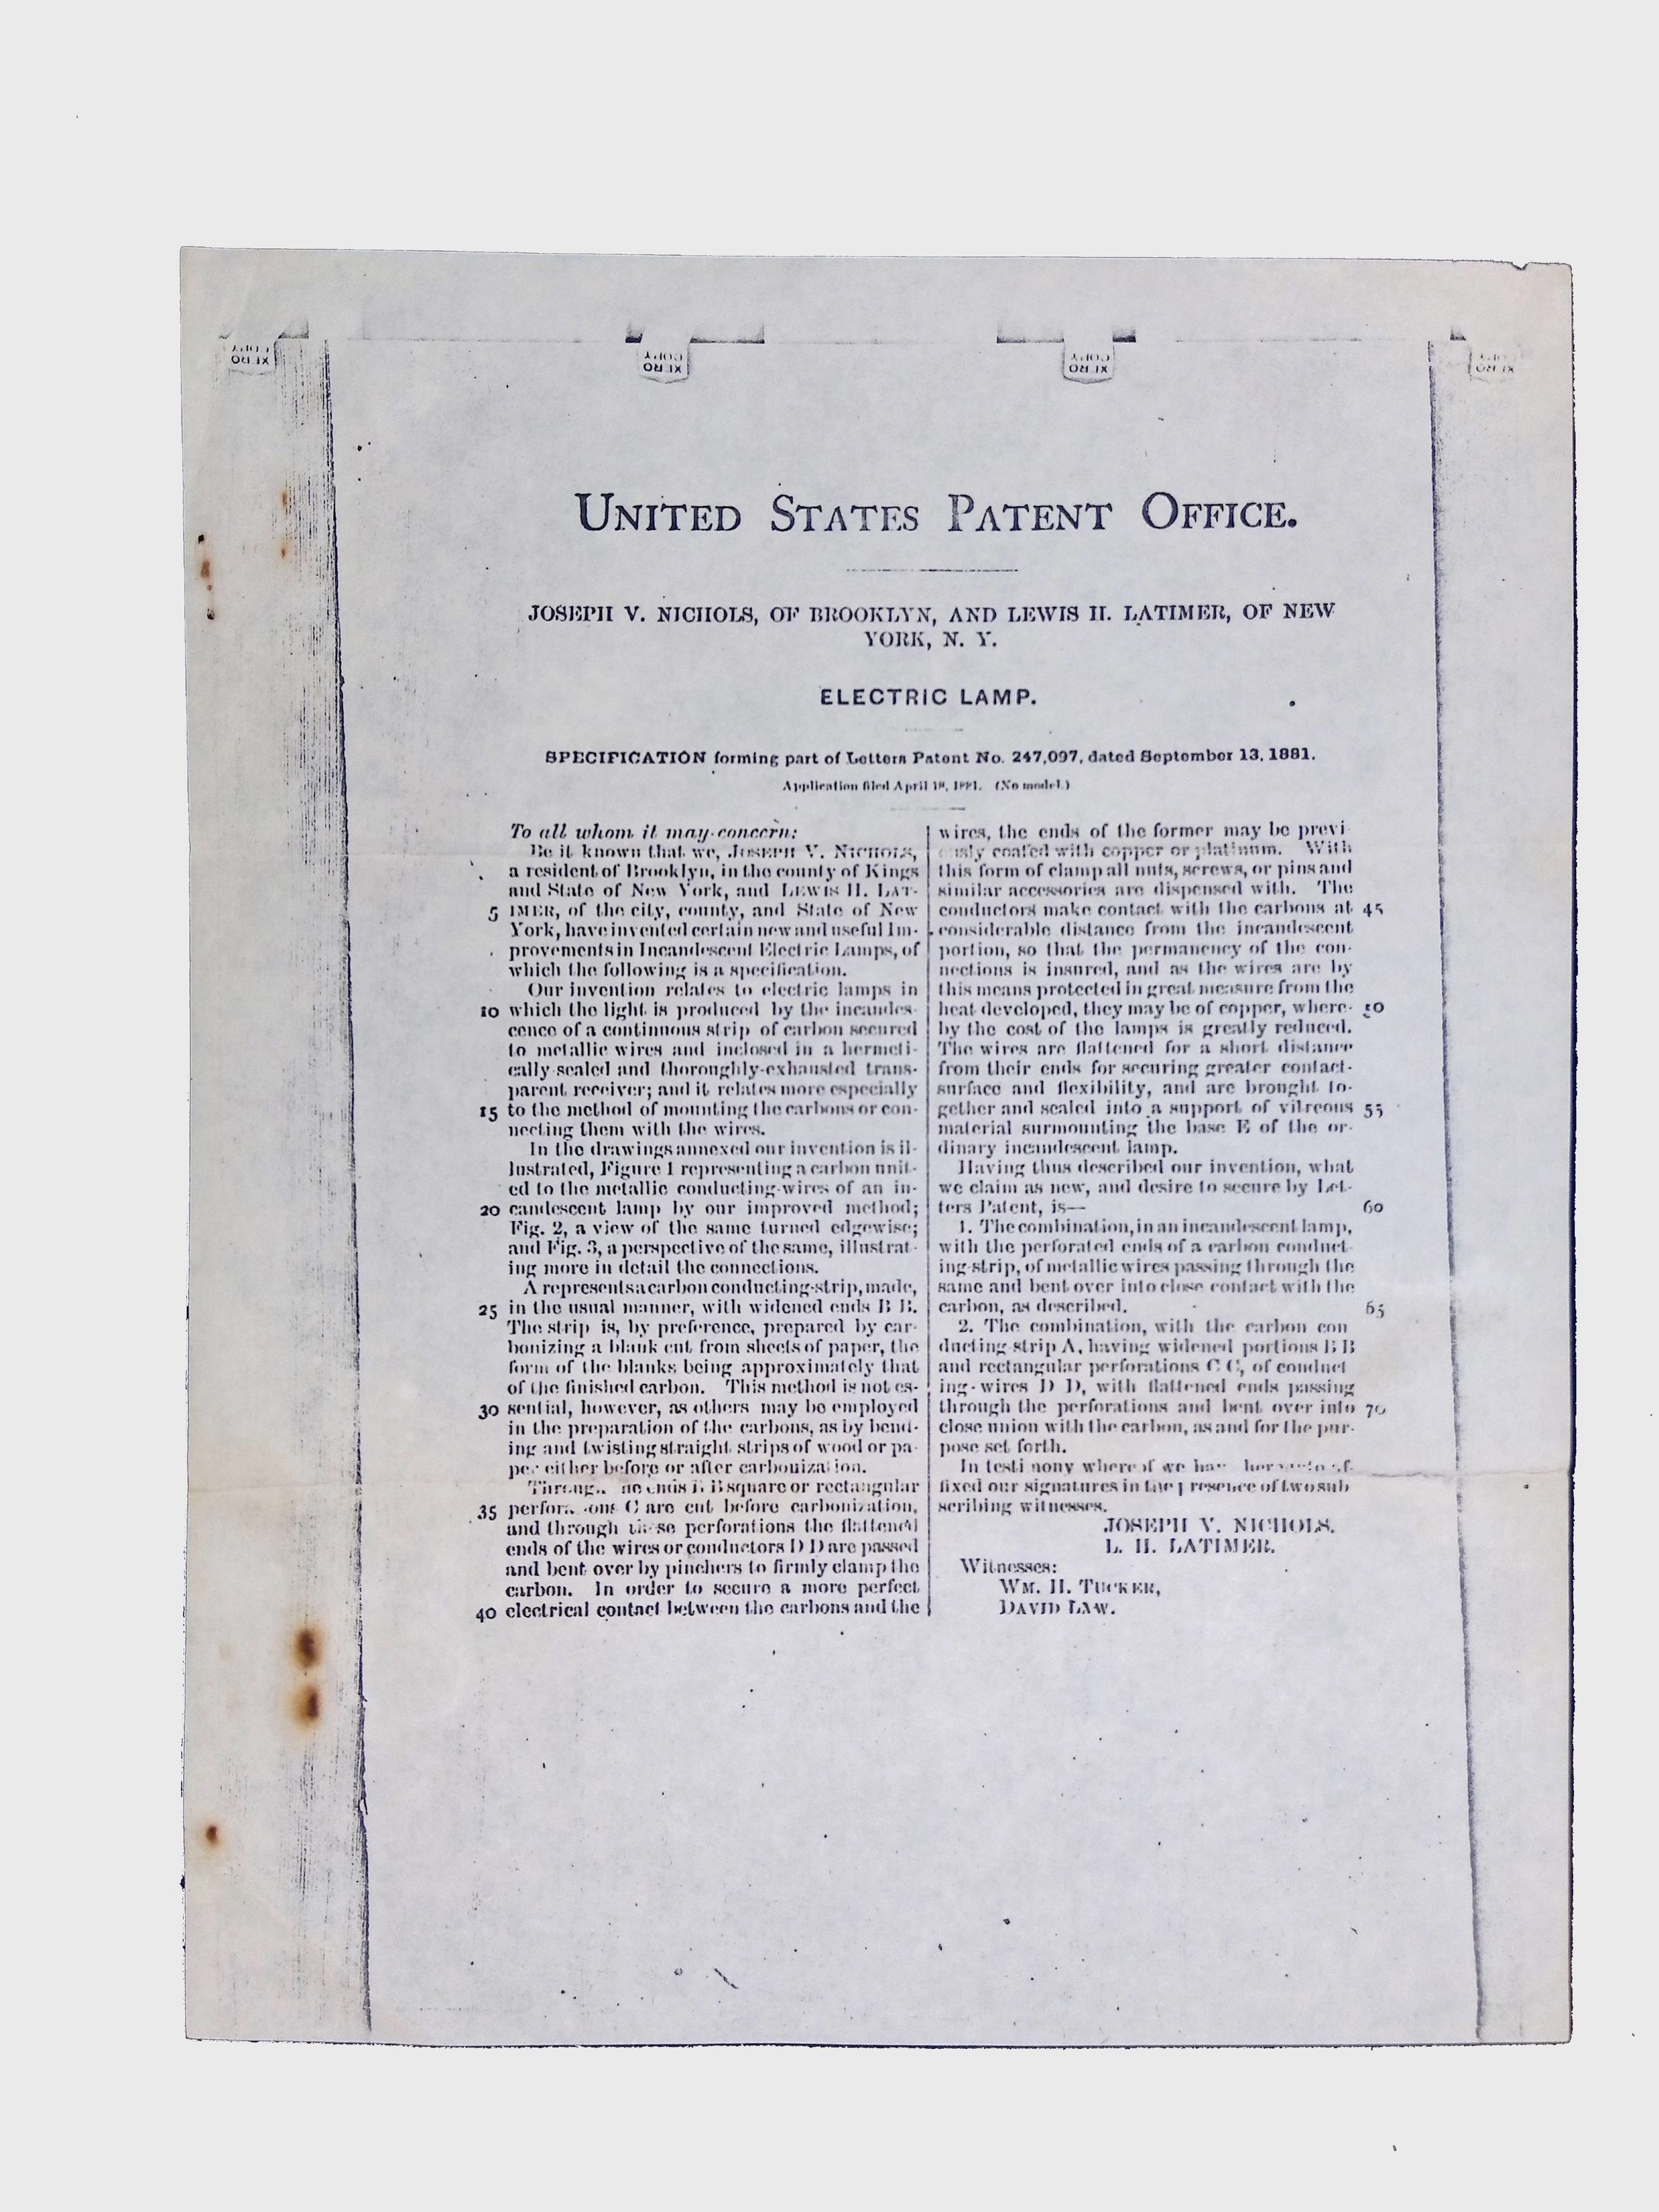 XERO
COPY
XERO
COPY
XERO
COPY
XERO
COPY
UNITED STATES PATENT OFFICE.
JOSEPH V. NICHOLS, OF BROOKLYN, AND LEWIS H. LATIMER, OF NEW
YORK, N. Y.
ELECTRIC LAMP.
SPECIFICATION forming part of Letters Patent No. 247,097, dated September 13, 1881.
Application filed April 18, 1881. (No model.)
To all whom it may concern:
Be it known that we, JOSEPH V. NICHOLS,
a resident of Brooklyn, in the county of Kings
and State of New York, and LEWIS H. LAT-
5 IMER, of the city, county, and State of New
York, have invented certain new and useful Im-
provements in Incandescent Electric Lamps, of
which the following is a specification.
Our invention relates to electric lamps in
10 which the light is produced by the incandes-
cence of a continuous strip of carbon secured
to metallic wires and inclosed in a hermeti-
cally sealed and thoroughly-exhausted trans-
parent receiver; and it relates more especially
15 to the method of mounting the carbons or con-
necting them with the wires.
In the drawings annexed our invention is il-
lustrated, Figure 1 representing a carbon unit-
ed to the metallic conducting-wires of an in-
20 candescent lamp by our improved method;
Fig. 2, a view of the same turned edgewise;
and Fig. 3, a perspective of the same, illustrat-
ing more in detail the connections.
A represents a carbon conducting-strip, made,
25 in the usual manner, with widened ends B B.
The strip is, by preference, prepared by car-
bonizing a blank cut from sheets of paper, the
form of the blanks being approximately that
of the finished carbon. This method is not es-
30 sential, however, as others may be employed
in the preparation of the carbons, as by bend-
ing and twisting straight strips of wood or pa-
per either before or after carbonization.
Through the ends B B square or rectangular
35 perforations C are cut before carbonization,
and through these perforations the flattened
ends of the wires or conductors D D are passed
and bent over by pinchers to firmly clamp the
carbon. In order to secure a more perfect
40 electrical contact between the carbons and the
wires, the ends of the former may be previ-
ously coated with copper or platinum. With
this form of clamp all nuts, screws, or pins and
similar accessories are dispensed with. The
conductors make contact with the carbons at 45
considerable distance from the incandescent
portion, so that the permanency of the con-
nections is insured, and as the wires are by
this means protected in great measure from the
heat developed, they may be of copper, where- 50
by the cost of the lamps is greatly reduced.
The wires are flattened for a short distance
from their ends for securing greater contact-
surface and flexibility, and are brought to-
gether and sealed into a support of vitreous 55
material surmounting the base E of the or-
dinary incandescent lamp.
Having thus described our invention, what
we claim as new, and desire to secure by Let-
ters Patent, is— 60
1. The combination, in an incandescent lamp,
with the perforated ends of a carbon conduct-
ing-strip, of metallic wires passing through the
same and bent over into close contact with the
carbon, as described. 65
2. The combination, with the carbon con
ducting strip A, having widened portions B B
and rectangular perforations C C, of conduct
ing-wires D D, with flattened ends passing
through the perforations and bent over into 70
close union with the carbon, as and for the pur-
pose set forth.
In testimony whereof we have hereunto af-
fixed our signatures in the presence of two sub
scribing witnesses.
JOSEPH V. NICHOLS.
L. H. LATIMER.
Witnesses:
WM. H. TUCKER,
DAVID LAW.